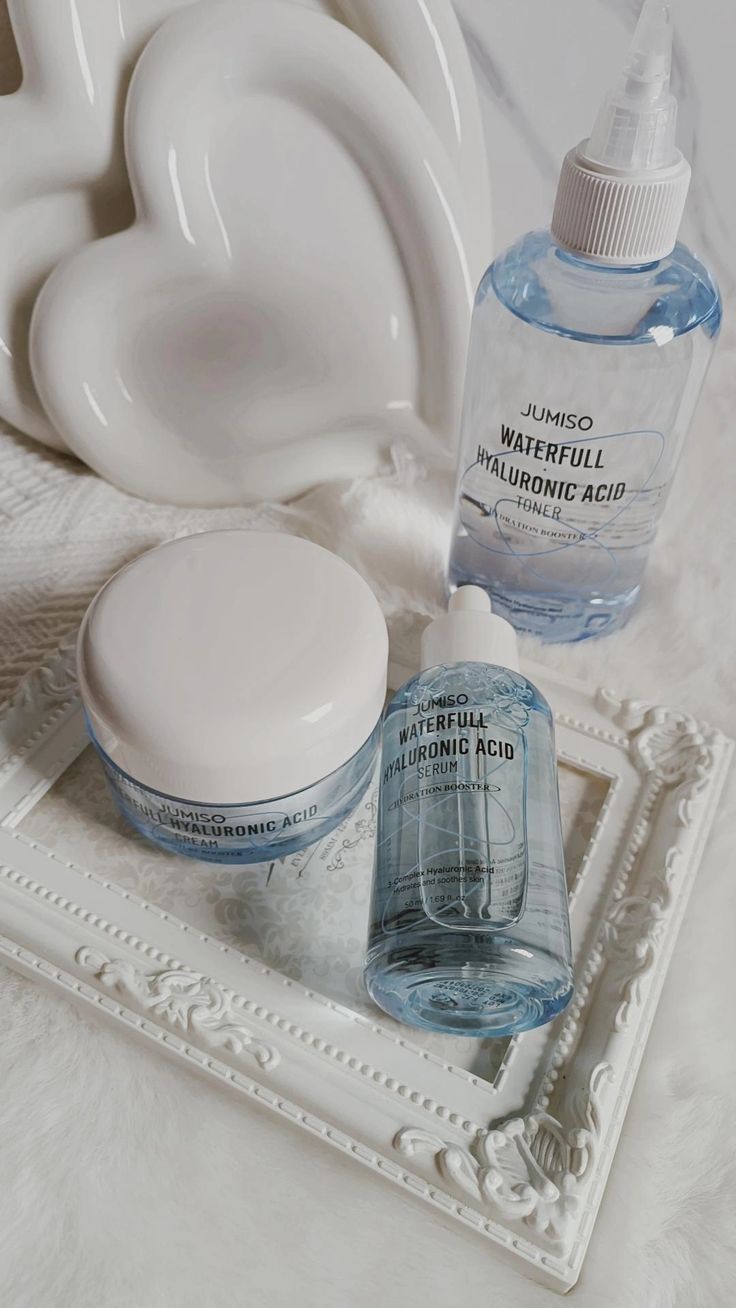 JUMISO
WATERFULL
HYALURONIC ACID
TONER
HYDRATION BOOSTER
JUMISO
WATERFULL
HYALURONIC ACID
SERUM
HYDRATION BOOSTER
3-Complex Hyaluronic Acid
Hydrates and soothes skin
50 ml / 1.69 fl. oz.
JUMISO
HYALURONIC ACID
CREAM